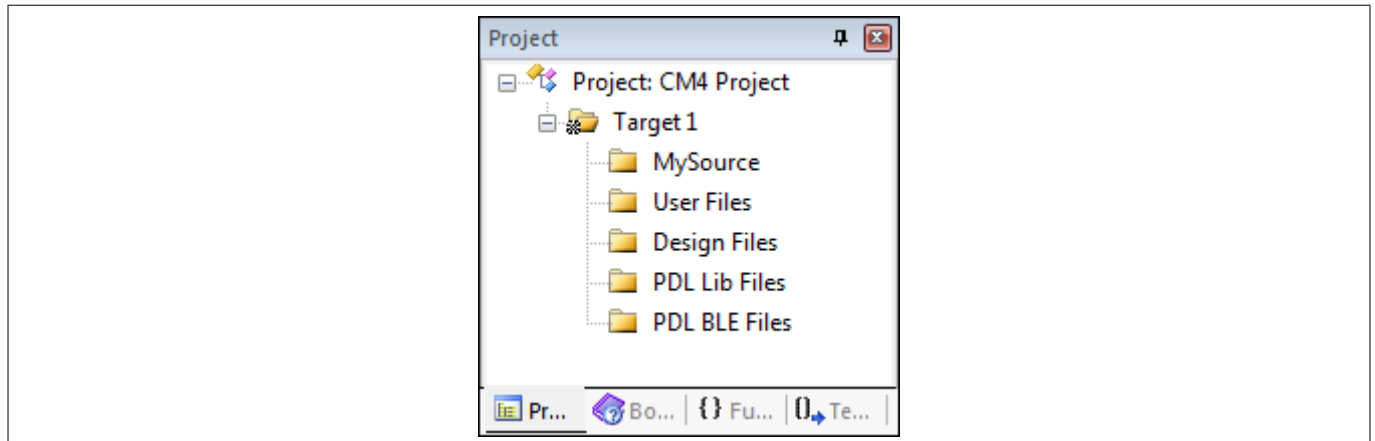 Project
Project: CM4 Project
Target 1
MySource
User Files
Design Files
PDL Lib Files
PDL BLE Files
Pr... Bo... {} Fu... Te...